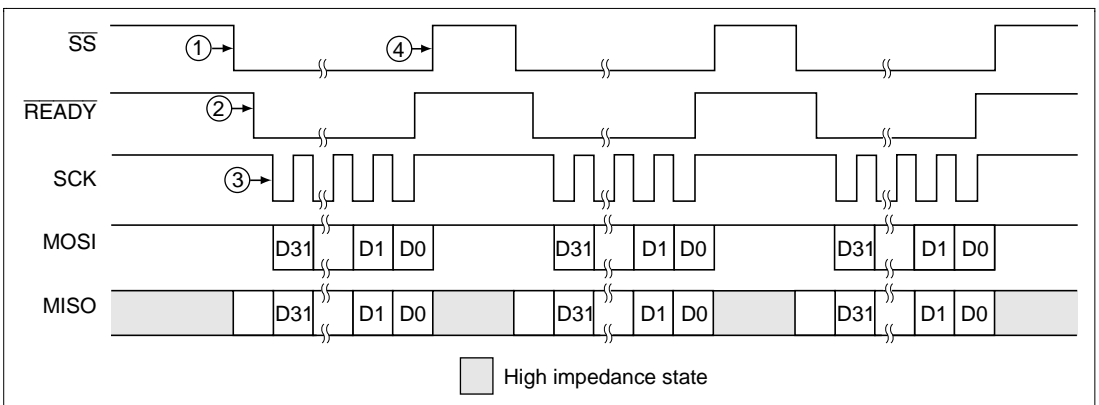 SS ① ④
READY ②
SCK ③
MOSI D31 D1 D0 D31 D1 D0 D31 D1 D0
MISO D31 D1 D0 D31 D1 D0 D31 D1 D0
High impedance state